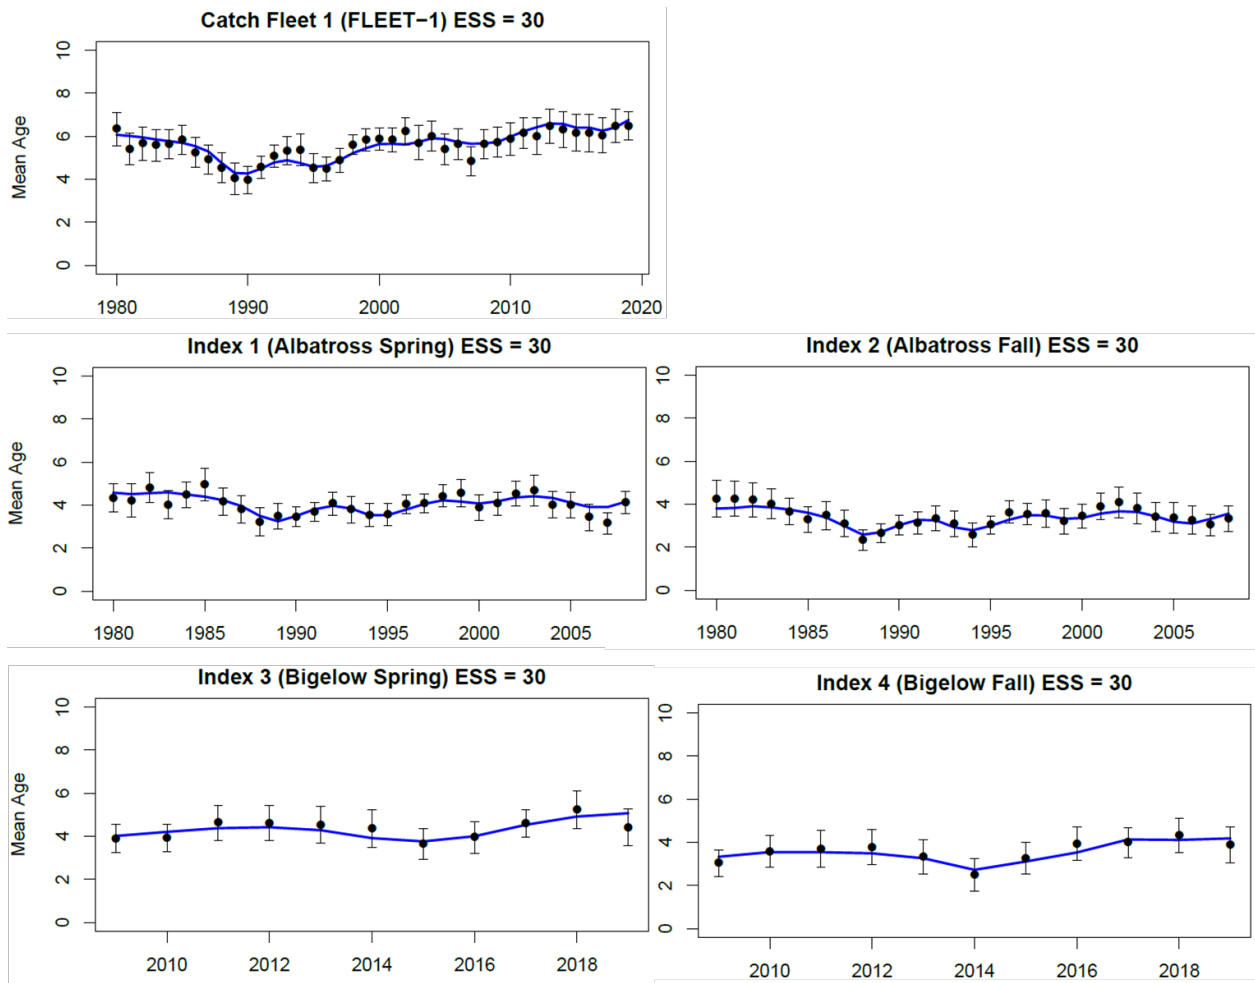 Catch Fleet 1 (FLEET−1) ESS = 30
Mean Age
10
8
6
4
2
0
1980 1990 2000 2010 2020
Index 1 (Albatross Spring) ESS = 30
Mean Age
10
8
6
4
2
0
1980 1985 1990 1995 2000 2005
Index 2 (Albatross Fall) ESS = 30
10
8
6
4
2
0
1980 1985 1990 1995 2000 2005
Index 3 (Bigelow Spring) ESS = 30
Mean Age
10
8
6
4
2
0
2010 2012 2014 2016 2018
Index 4 (Bigelow Fall) ESS = 30
10
8
6
4
2
0
2010 2012 2014 2016 2018